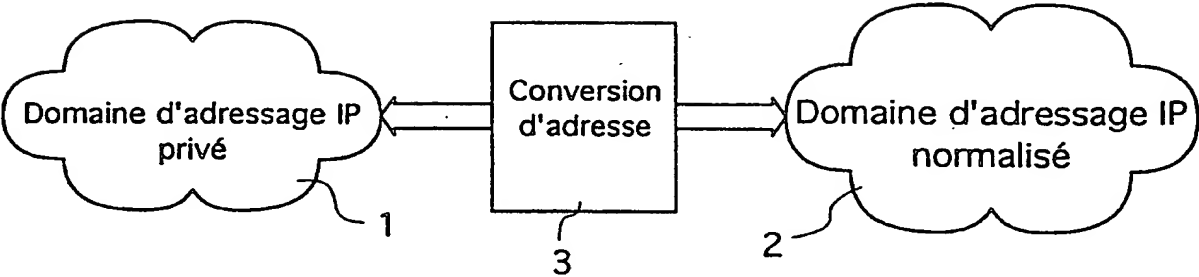 Domaine d'adressage IP
privé
1
Conversion
d'adresse
3
Domaine d'adressage IP
normalisé
2